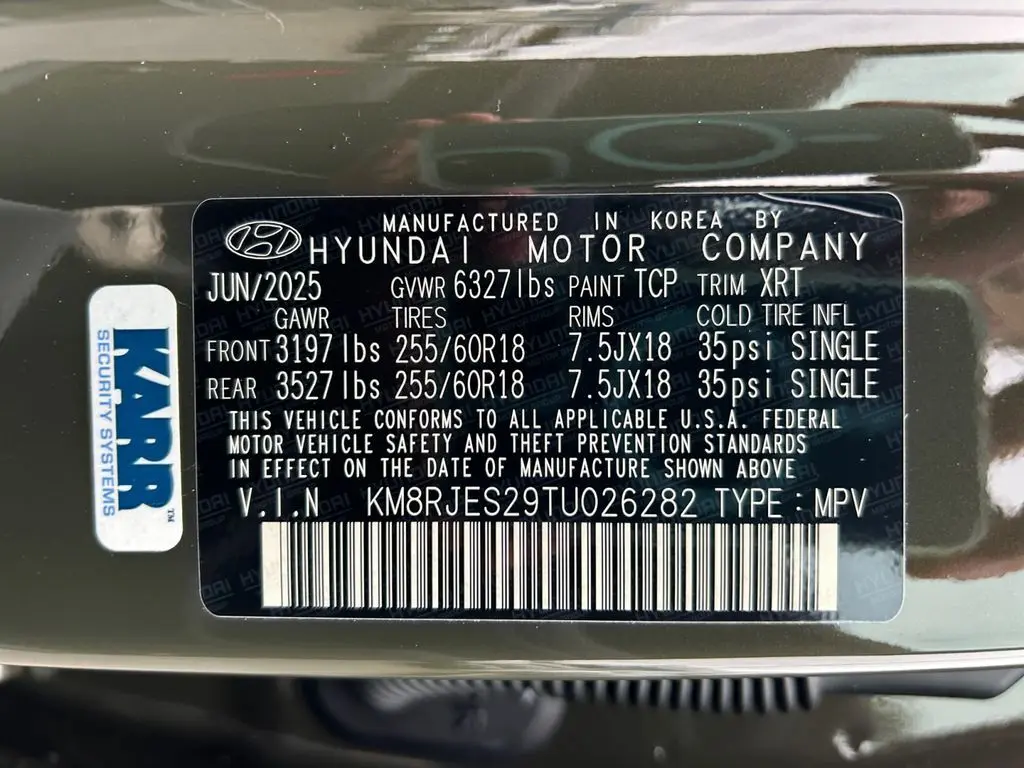 MANUFACTURED IN KOREA BY
HYUNDAI MOTOR COMPANY
JUN/2025 GVWR 6327lbs PAINT TCP TRIM XRT
GAWR TIRES RIMS COLD TIRE INFL
FRONT 3197lbs 255/60R18 7.5JX18 35psi SINGLE
REAR 3527lbs 255/60R18 7.5JX18 35psi SINGLE
THIS VEHICLE CONFORMS TO ALL APPLICABLE U.S.A. FEDERAL
MOTOR VEHICLE SAFETY AND THEFT PREVENTION STANDARDS
IN EFFECT ON THE DATE OF MANUFACTURE SHOWN ABOVE
V.I.N KM8RJES29TU026282 TYPE : MPV
KARR™
SECURITY SYSTEMS